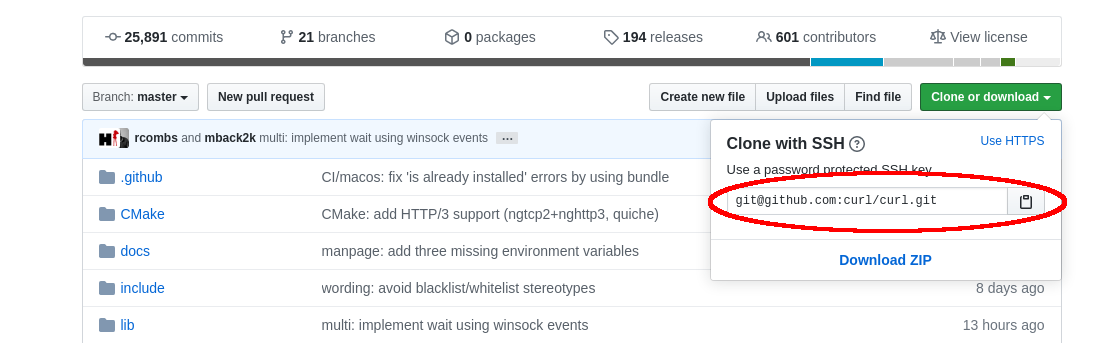 25,891 commits 21 branches 0 packages 194 releases 601 contributors View license
Branch: master New pull request Create new file Upload files Find file Clone or download
rcombs and mback2k multi: implement wait using winsock events ...
Clone with SSH ? Use HTTPS
Use a password protected SSH key.
git@github.com:curl/curl.git
Download ZIP
.github CI/macos: fix 'is already installed' errors by using bundle
CMake CMake: add HTTP/3 support (ngtcp2+nghttp3, quiche)
docs manpage: add three missing environment variables
include wording: avoid blacklist/whitelist stereotypes 8 days ago
lib multi: implement wait using winsock events 13 hours ago